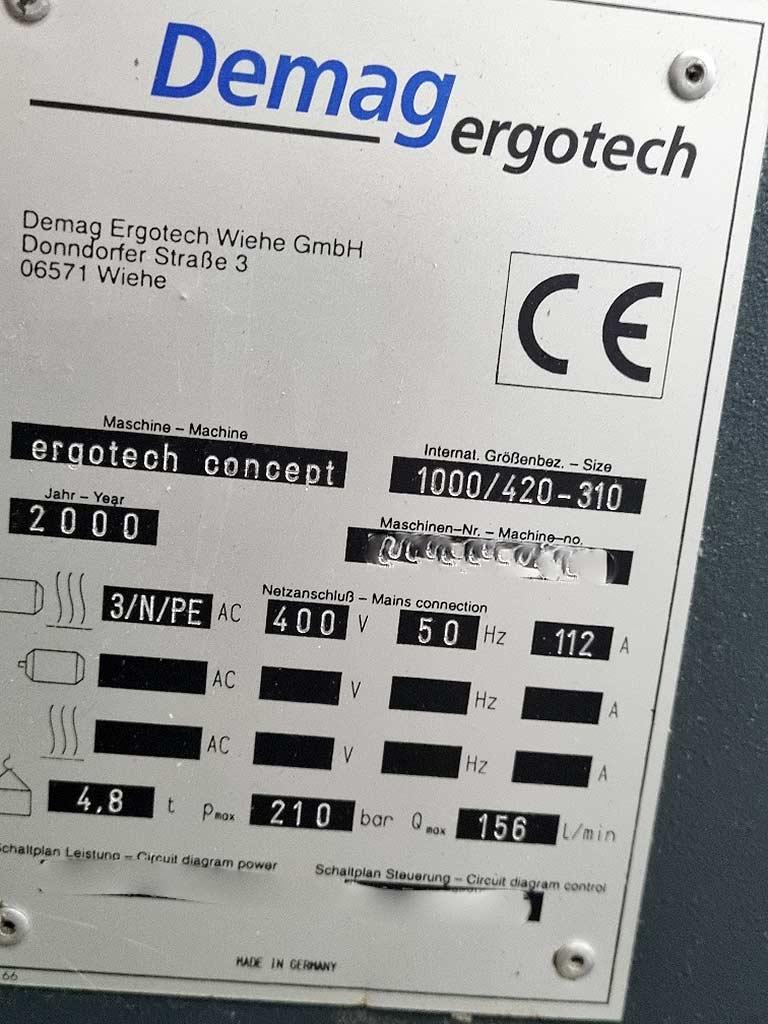 Demag ergotech
Demag Ergotech Wiehe GmbH
Donndorfer Straße 3
06571 Wiehe
CE
Maschine – Machine
ergotech concept
Internat. Größenbez. – Size
1000/420-310
Jahr – Year
2000
Maschinen–Nr. – Machine–no.
Netzanschluß – Mains connection
3/N/PE AC 400 V 50 Hz 112 A
AC V Hz A
AC V Hz A
4,8 t pmax 210 bar Qmax 156 L/min
Schaltplan Leistung – Circuit diagram power
Schaltplan Steuerung – Circuit diagram control
MADE IN GERMANY
66